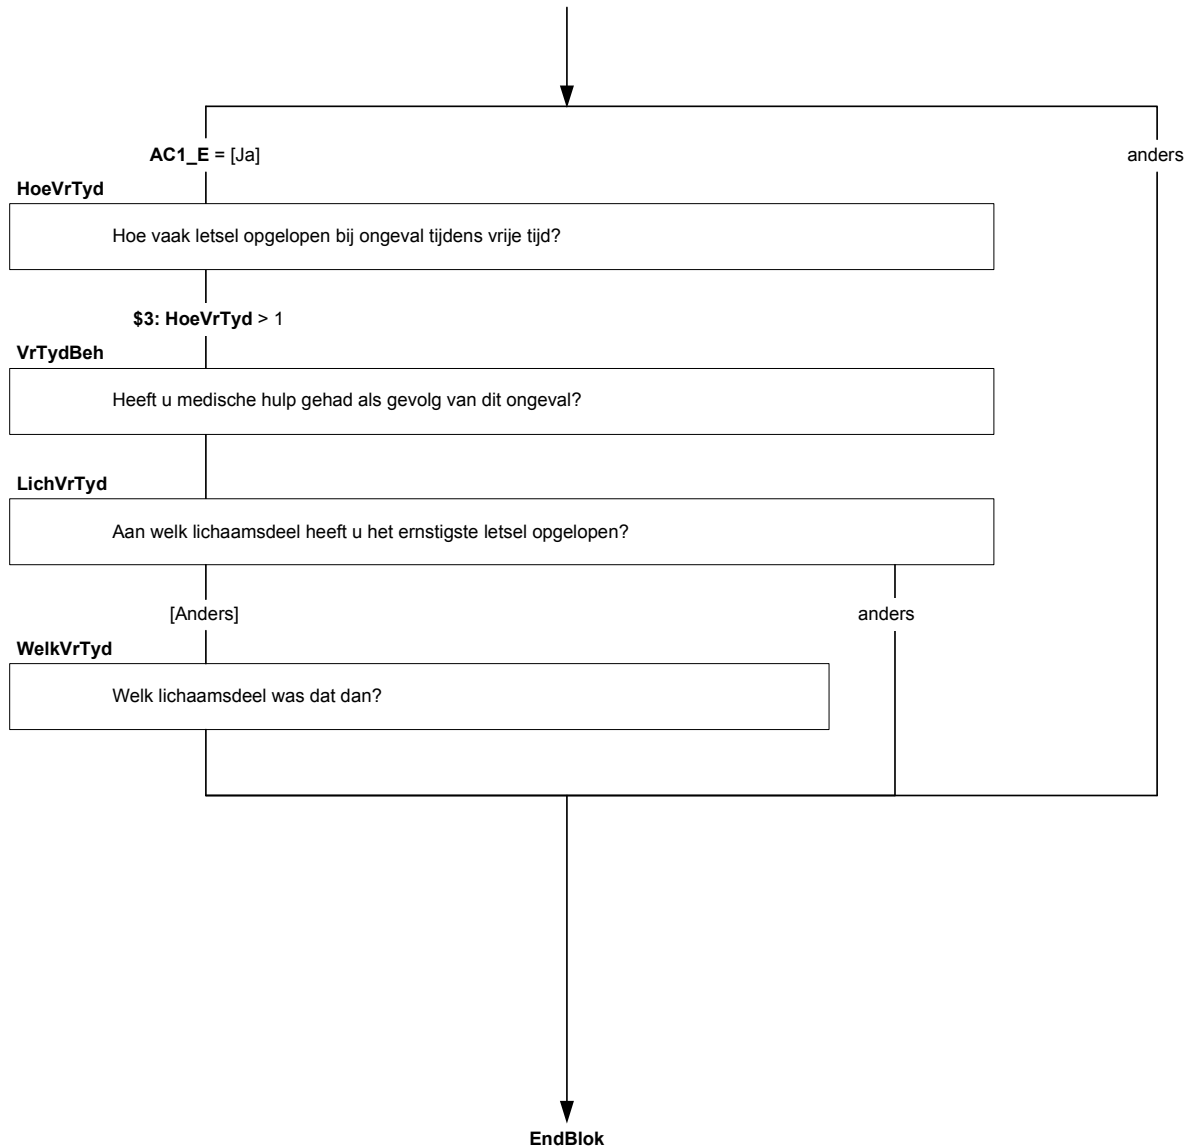 AC1_E = [Ja]
anders
HoeVrTyd
Hoe vaak letsel opgelopen bij ongeval tijdens vrije tijd?
$3: HoeVrTyd > 1
VrTydBeh
Heeft u medische hulp gehad als gevolg van dit ongeval?
LichVrTyd
Aan welk lichaamsdeel heeft u het ernstigste letsel opgelopen?
[Anders]
anders
WelkVrTyd
Welk lichaamsdeel was dat dan?
EndBlok